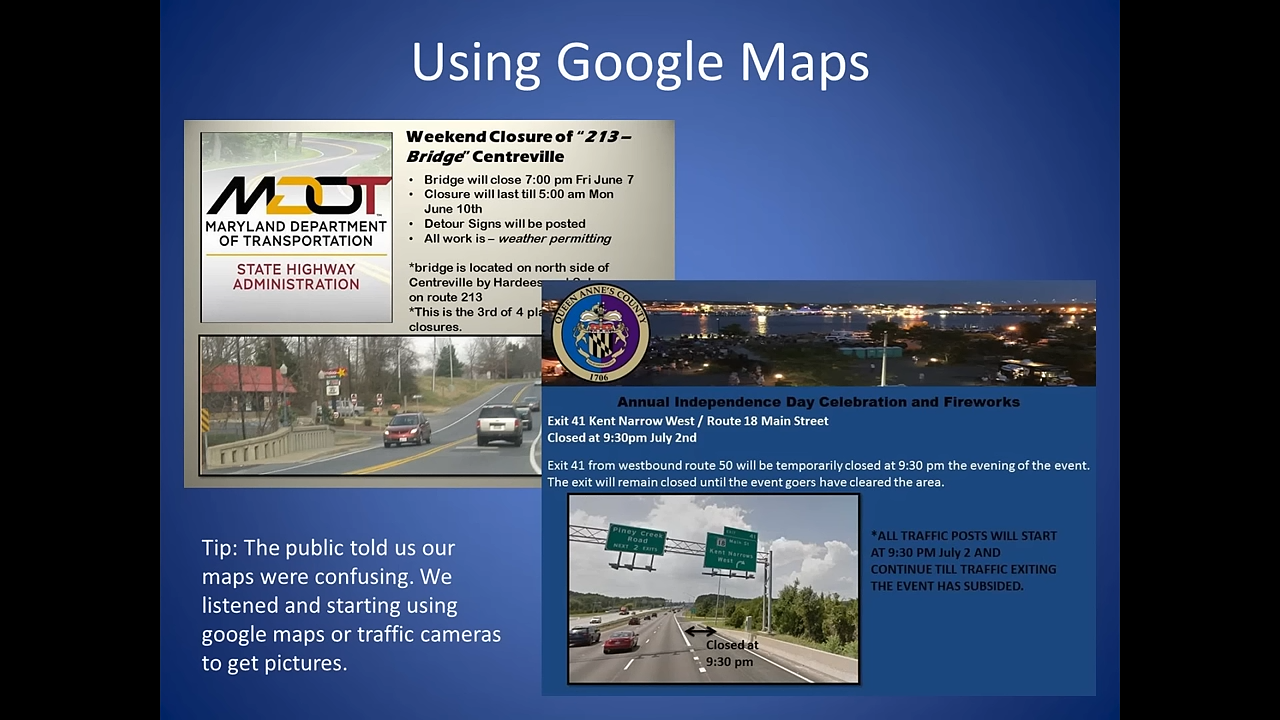 Using Google Maps
Weekend Closure of "213 –
Bridge" Centreville
• Bridge will close 7:00 pm Fri June 7
• Closure will last till 5:00 am Mon
June 10th
• Detour Signs will be posted
• All work is – weather permitting
*bridge is located on north side of
Centreville by Hardees
on route 213
*This is the 3rd of 4
closures.
MDOT
MARYLAND DEPARTMENT
OF TRANSPORTATION
STATE HIGHWAY
ADMINISTRATION
QUEEN ANNE'S COUNTY
1706
Annual Independence Day Celebration and Fireworks
Exit 41 Kent Narrow West / Route 18 Main Street
Closed at 9:30pm July 2nd
Exit 41 from westbound route 50 will be temporarily closed at 9:30 pm the evening of the event.
The exit will remain closed until the event goers have cleared the area.
Piney Creek
Road
NEXT 2 EXITS
EXIT 41
18 Main St
Kent Narrows
West
Closed at
9:30 pm
*ALL TRAFFIC POSTS WILL START
AT 9:30 PM July 2 AND
CONTINUE TILL TRAFFIC EXITING
THE EVENT HAS SUBSIDED.
Tip: The public told us our
maps were confusing. We
listened and starting using
google maps or traffic cameras
to get pictures.